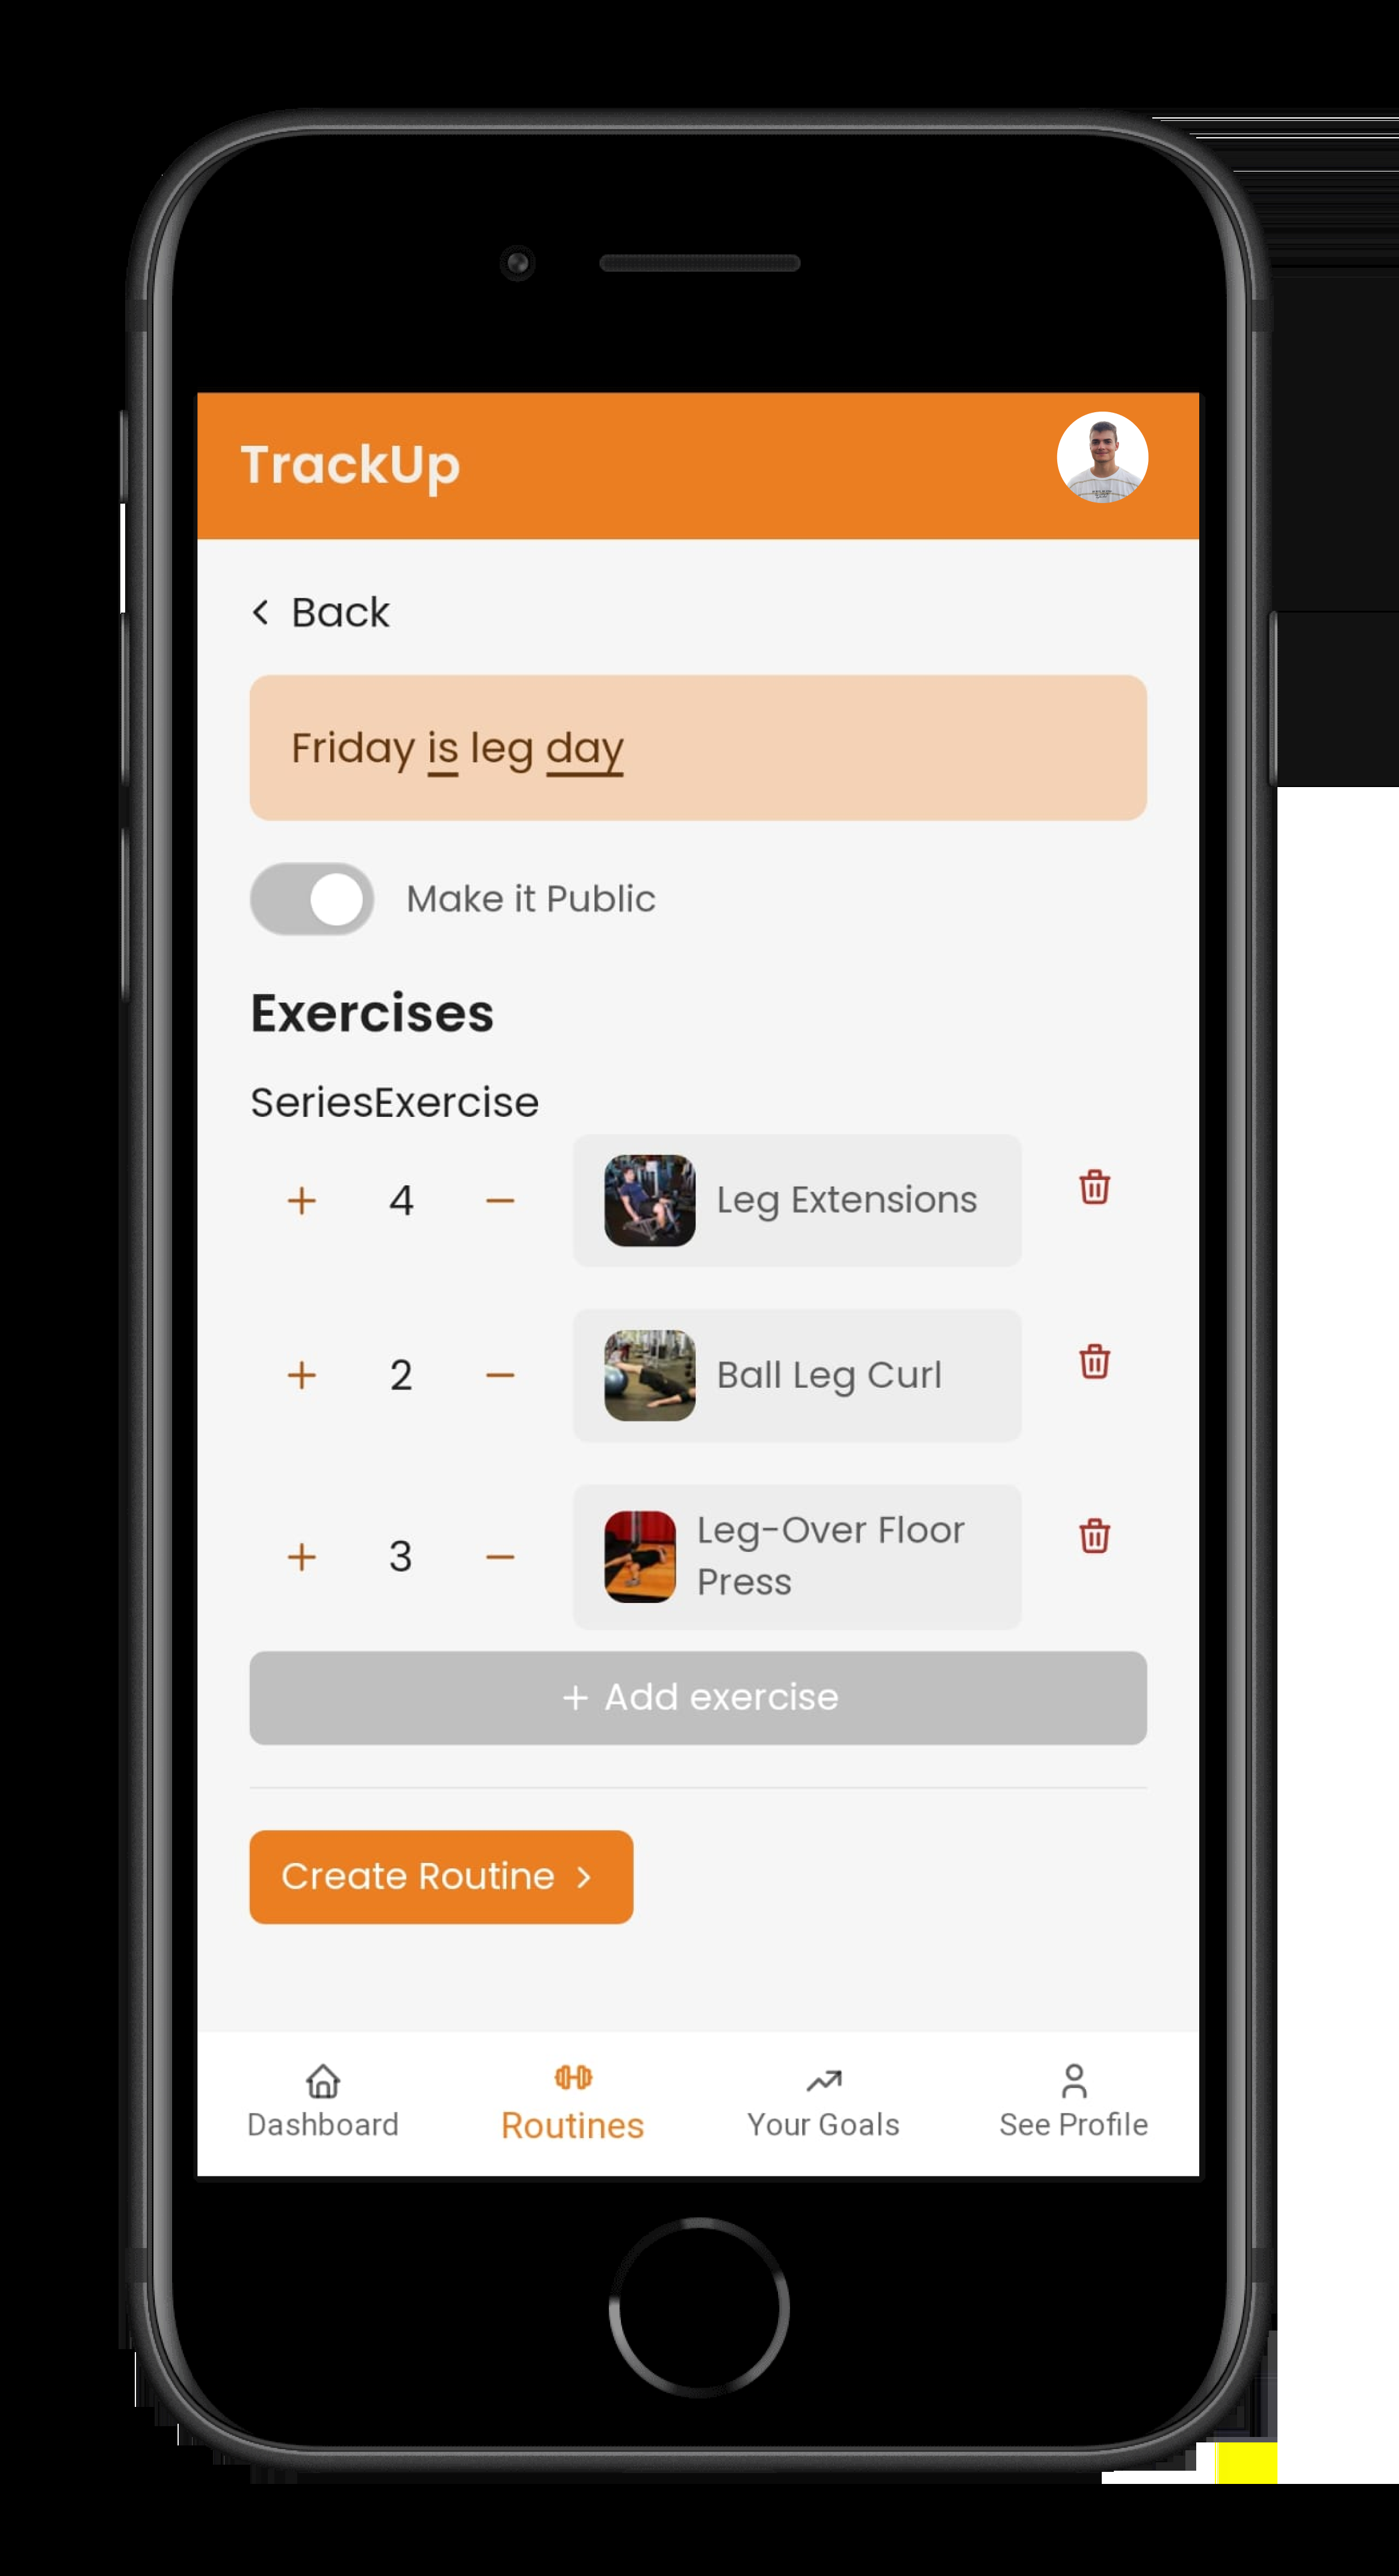 TrackUp
Back
Friday is leg day
Make it Public
Exercises
SeriesExercise
4
Leg Extensions
2
Ball Leg Curl
3
Leg-Over Floor
Press
+ Add exercise
Create Routine
Dashboard
Routines
Your Goals
See Profile